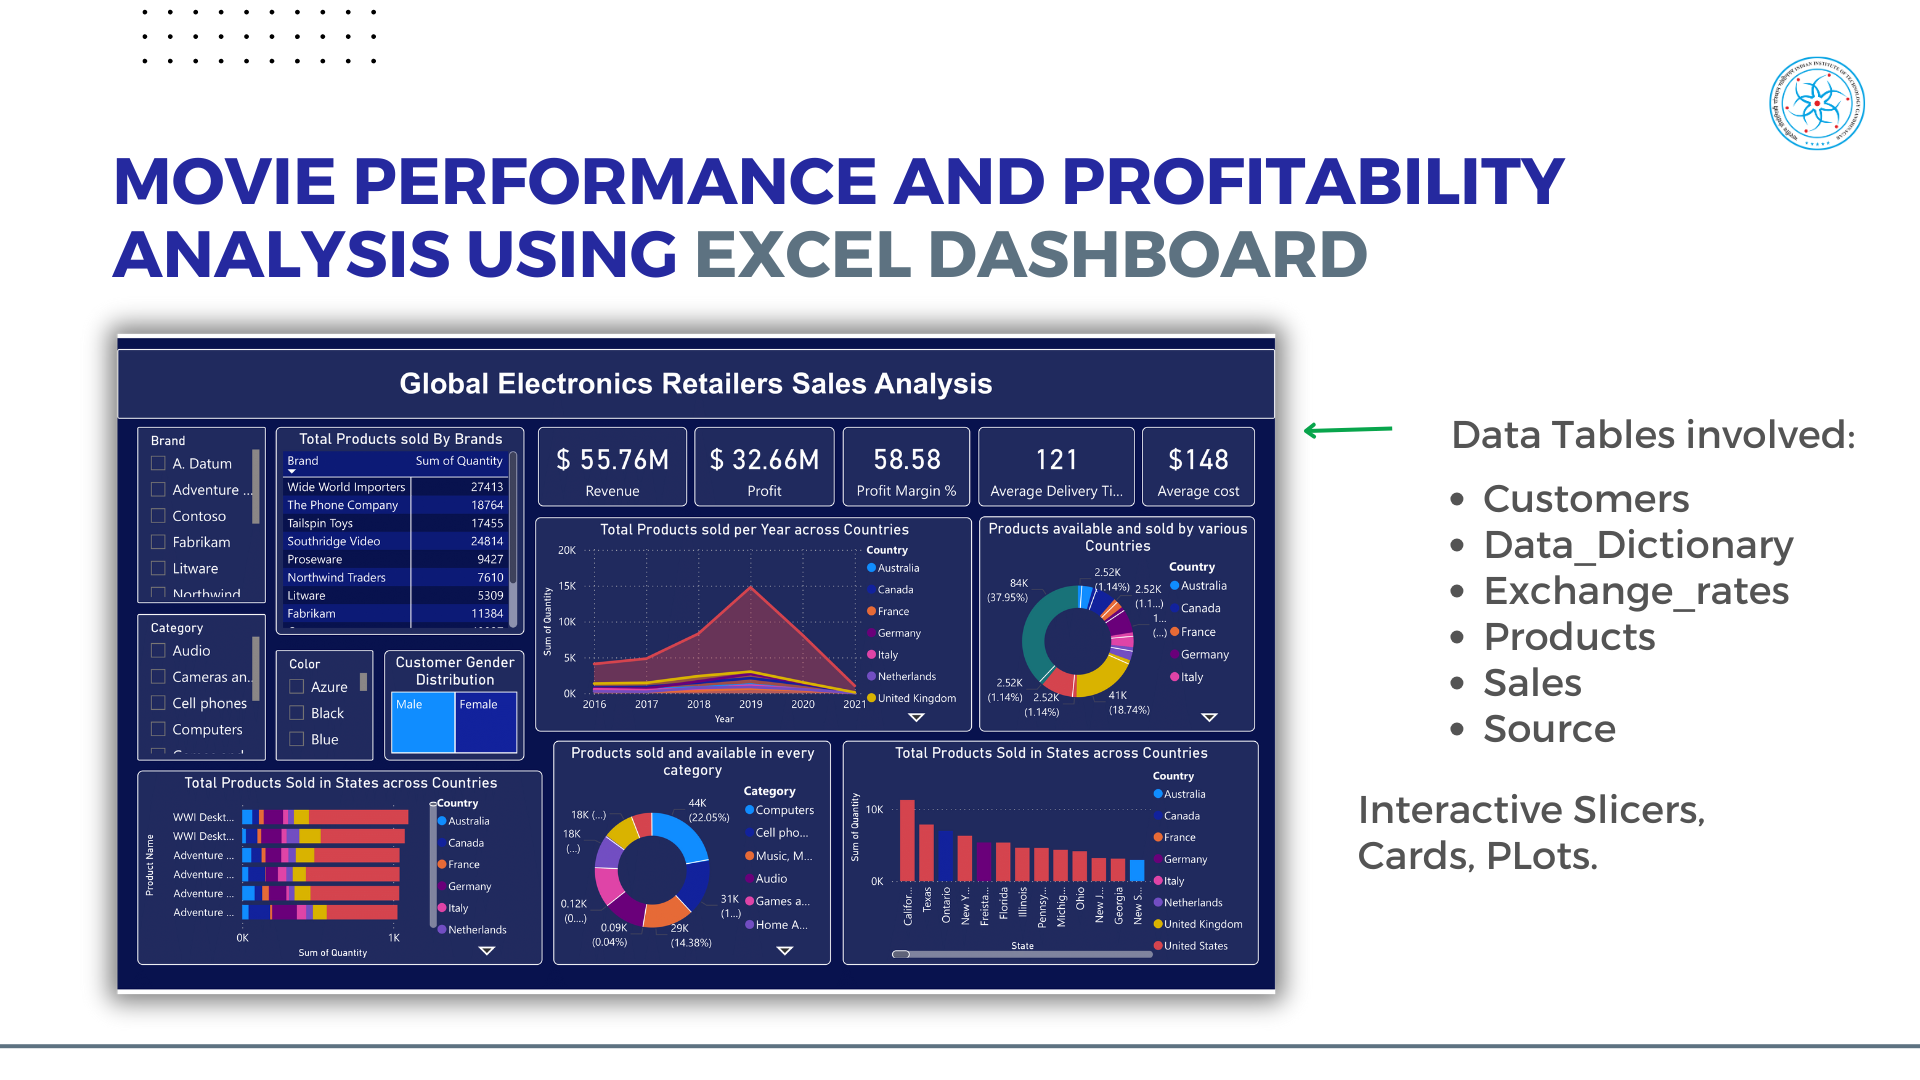 MOVIE PERFORMANCE AND PROFITABILITY
ANALYSIS USING EXCEL DASHBOARD
Global Electronics Retailers Sales Analysis
Brand
A. Datum
Adventure ...
Contoso
Fabrikam
Litware
Northwind
Total Products sold By Brands
Brand Sum of Quantity
Wide World Importers 27413
The Phone Company 18764
Tailspin Toys 17455
Southridge Video 24814
Proseware 9427
Northwind Traders 7610
Litware 5309
Fabrikam 11384
$ 55.76M
Revenue
$ 32.66M
Profit
58.58
Profit Margin %
121
Average Delivery Ti...
$148
Average cost
Category
Audio
Cameras an...
Cell phones
Computers
Color
Azure
Black
Blue
Customer Gender
Distribution
Male Female
Total Products sold per Year across Countries
Sum of Quantity
20K
15K
10K
5K
0K
2016 2017 2018 2019 2020 2021
Year
Country
Australia
Canada
France
Germany
Italy
Netherlands
United Kingdom
Products available and sold by various
Countries
84K
(37.95%)
2.52K
(1.14%)
2.52K
(1.1...)
1...
(...)
41K
(18.74%)
2.52K
(1.14%)
2.52K
(1.14%)
Country
Australia
Canada
France
Germany
Italy
Total Products Sold in States across Countries
Product Name
WWI Deskt...
WWI Deskt...
Adventure ...
Adventure ...
Adventure ...
Adventure ...
0K 1K
Sum of Quantity
Country
Australia
Canada
France
Germany
Italy
Netherlands
Products sold and available in every
category
18K (...)
18K
(...)
44K
(22.05%)
31K
(1...)
29K
(14.38%)
0.09K
(0.04%)
0.12K
(0....)
Category
Computers
Cell pho...
Music, M...
Audio
Games a...
Home A...
Total Products Sold in States across Countries
Sum of Quantity
10K
0K
Califor...
Texas
Ontario
New Y...
Freista...
Florida
Illinois
Pennsy...
Michig...
Ohio
New J...
Georgia
New S...
State
Country
Australia
Canada
France
Germany
Italy
Netherlands
United Kingdom
United States
Data Tables involved:
• Customers
• Data_Dictionary
• Exchange_rates
• Products
• Sales
• Source
Interactive Slicers,
Cards, PLots.